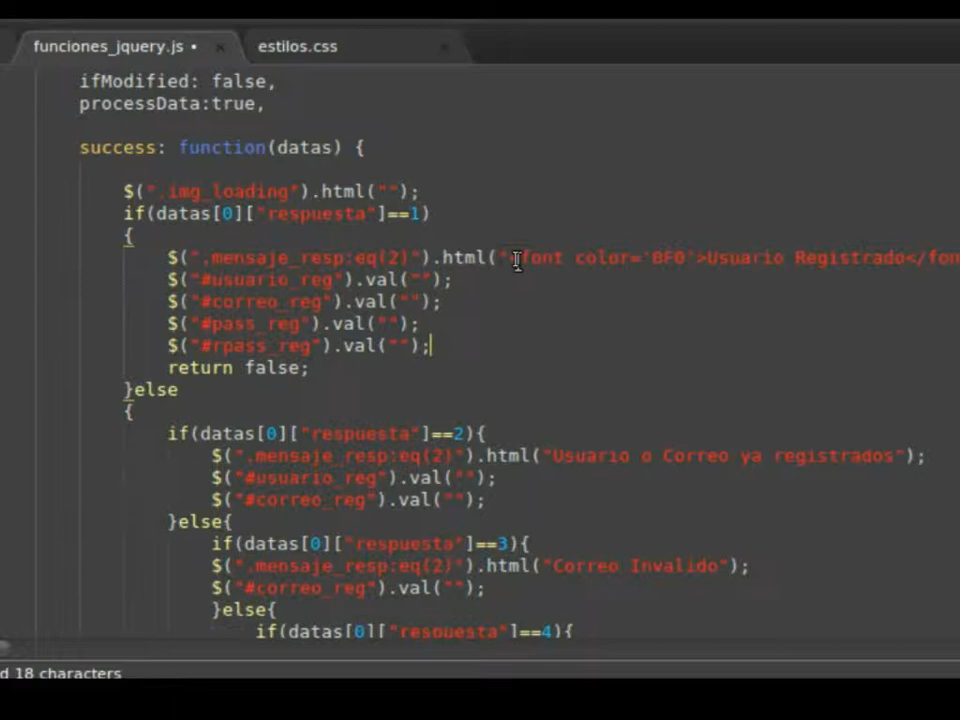 funciones_jquery.js • × estilos.css ×
ifModified: false,
processData:true,
success: function(datas) {
$(".img_loading").html("");
if(datas[0]["respuesta"]==1)
{
$(".mensaje_resp:eq(2)").html("<font color='0F0'>Usuario Registrado</fon
$("#usuario_reg").val("");
$("#correo_reg").val("");
$("#pass_reg").val("");
$("#rpass_reg").val("");
return false;
}else
{
if(datas[0]["respuesta"]==2){
$(".mensaje_resp:eq(2)").html("Usuario o Correo ya registrados");
$("#usuario_reg").val("");
$("#correo_reg").val("");
}else{
if(datas[0]["respuesta"]==3){
$(".mensaje_resp:eq(2)").html("Correo Invalido");
$("#correo_reg").val("");
}else{
if(datas[0]["respuesta"]==4){
d 18 characters